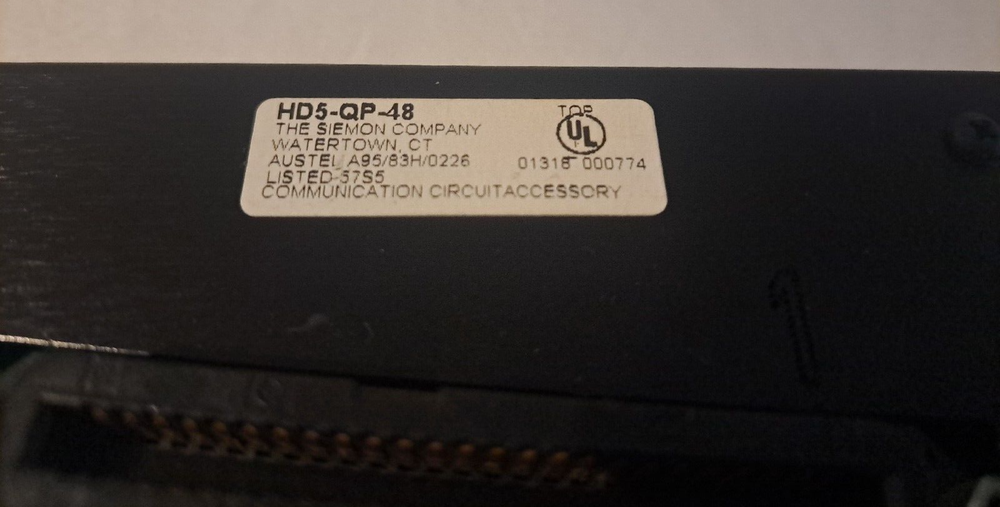 HD5-QP-48
THE SIEMON COMPANY
WATERTOWN, CT
AUSTEL A95/83H/0226
LISTED 57S5
COMMUNICATION CIRCUITACCESSORY
TOP
UL
01318 000774
1